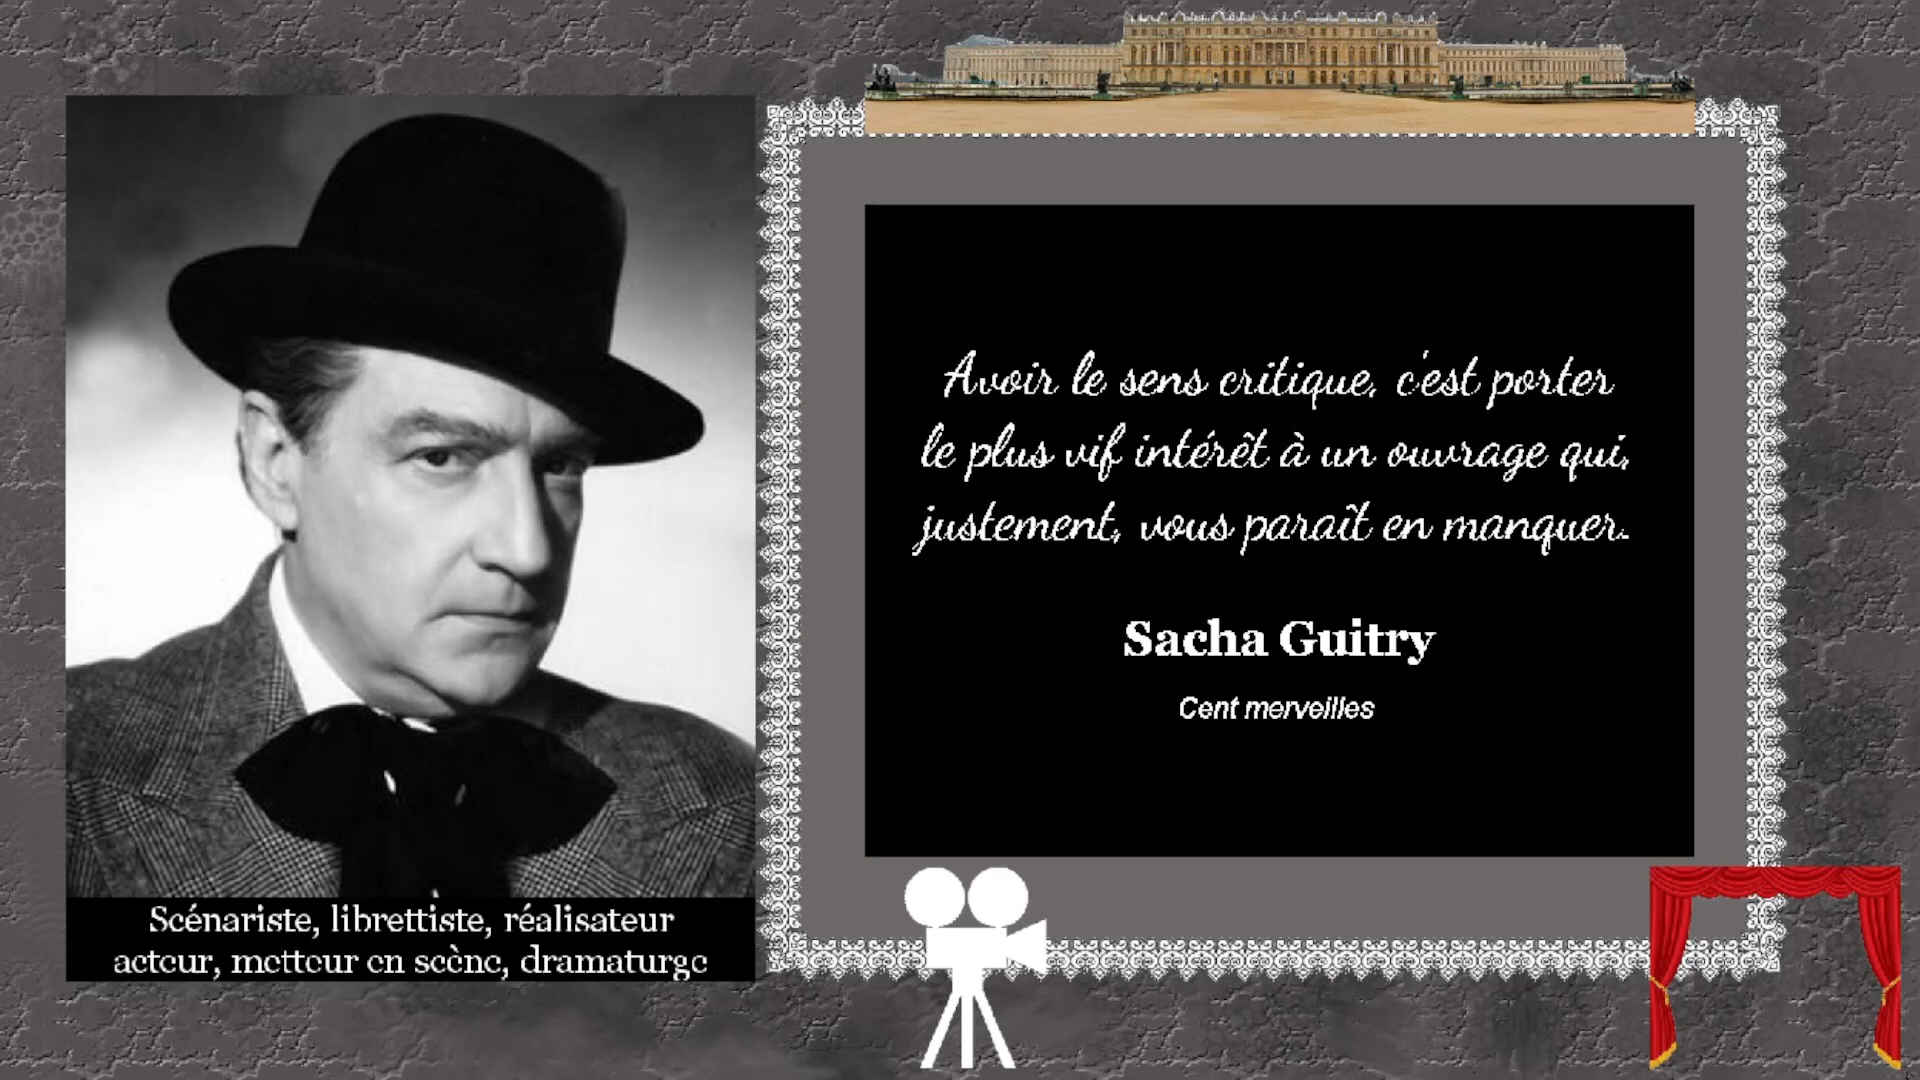 Avoir le sens critique, c'est porter
le plus vif intérêt à un ouvrage qui,
justement, vous paraît en manquer.
Sacha Guitry
Cent merveilles
Scénariste, librettiste, réalisateur
acteur, metteur en scène, dramaturge